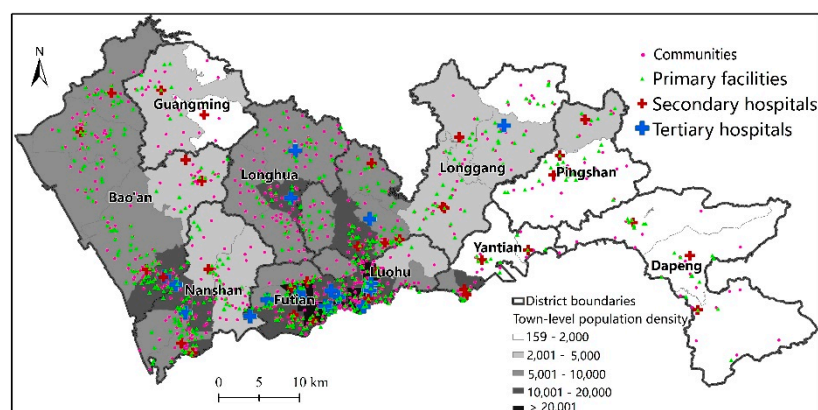 N
Communities
Primary facilities
Secondary hospitals
Tertiary hospitals
Guangming
Bao'an
Longhua
Longgang
Pingshan
Yantian
Luohu
Dapeng
Nanshan
Futian
District boundaries
Town-level population density
159 - 2,000
2,001 - 5,000
5,001 - 10,000
10,001 - 20,000
> 20,001
0 5 10 km